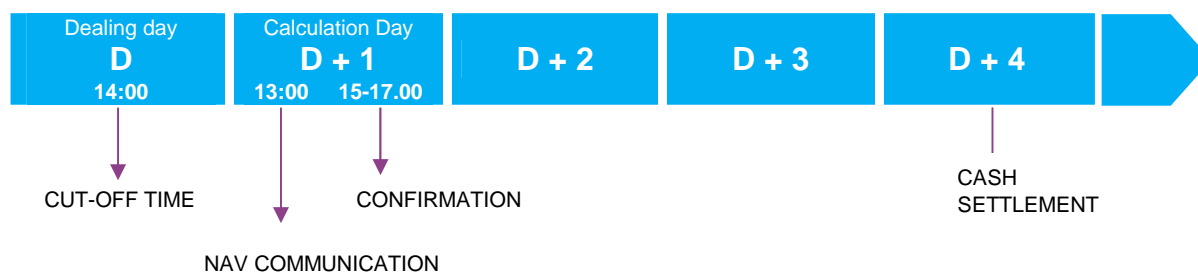 Dealing day
D
14:00
Calculation Day
D + 1
13:00 15-17.00
D + 2
D + 3
D + 4
CUT-OFF TIME
CONFIRMATION
CASH
SETTLEMENT
NAV COMMUNICATION